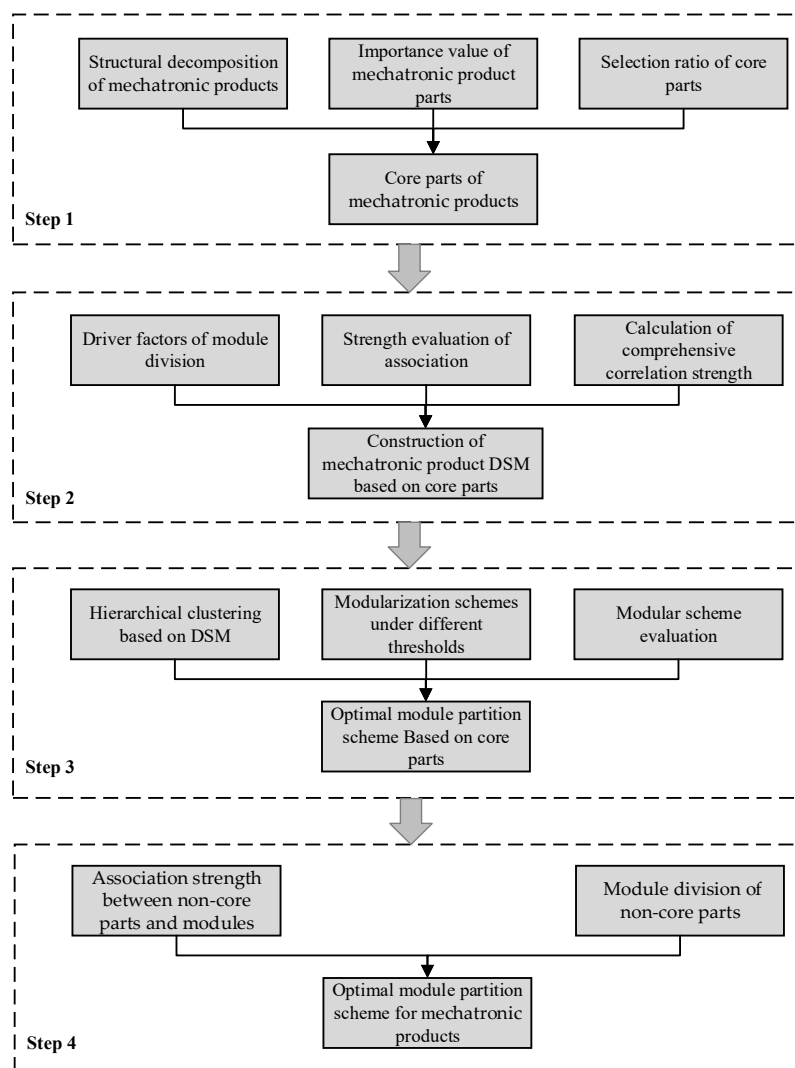 Structural decomposition
of mechatronic products
Importance value of
mechatronic product
parts
Selection ratio of core
parts
Core parts of
mechatronic products
Step 1
Driver factors of module
division
Strength evaluation of
association
Calculation of
comprehensive
correlation strength
Construction of
mechatronic product DSM
based on core parts
Step 2
Hierarchical clustering
based on DSM
Modularization schemes
under different
thresholds
Modular scheme
evaluation
Optimal module partition
scheme Based on core
parts
Step 3
Association strength
between non-core
parts and modules
Module division of
non-core parts
Optimal module partition
scheme for mechatronic
products
Step 4